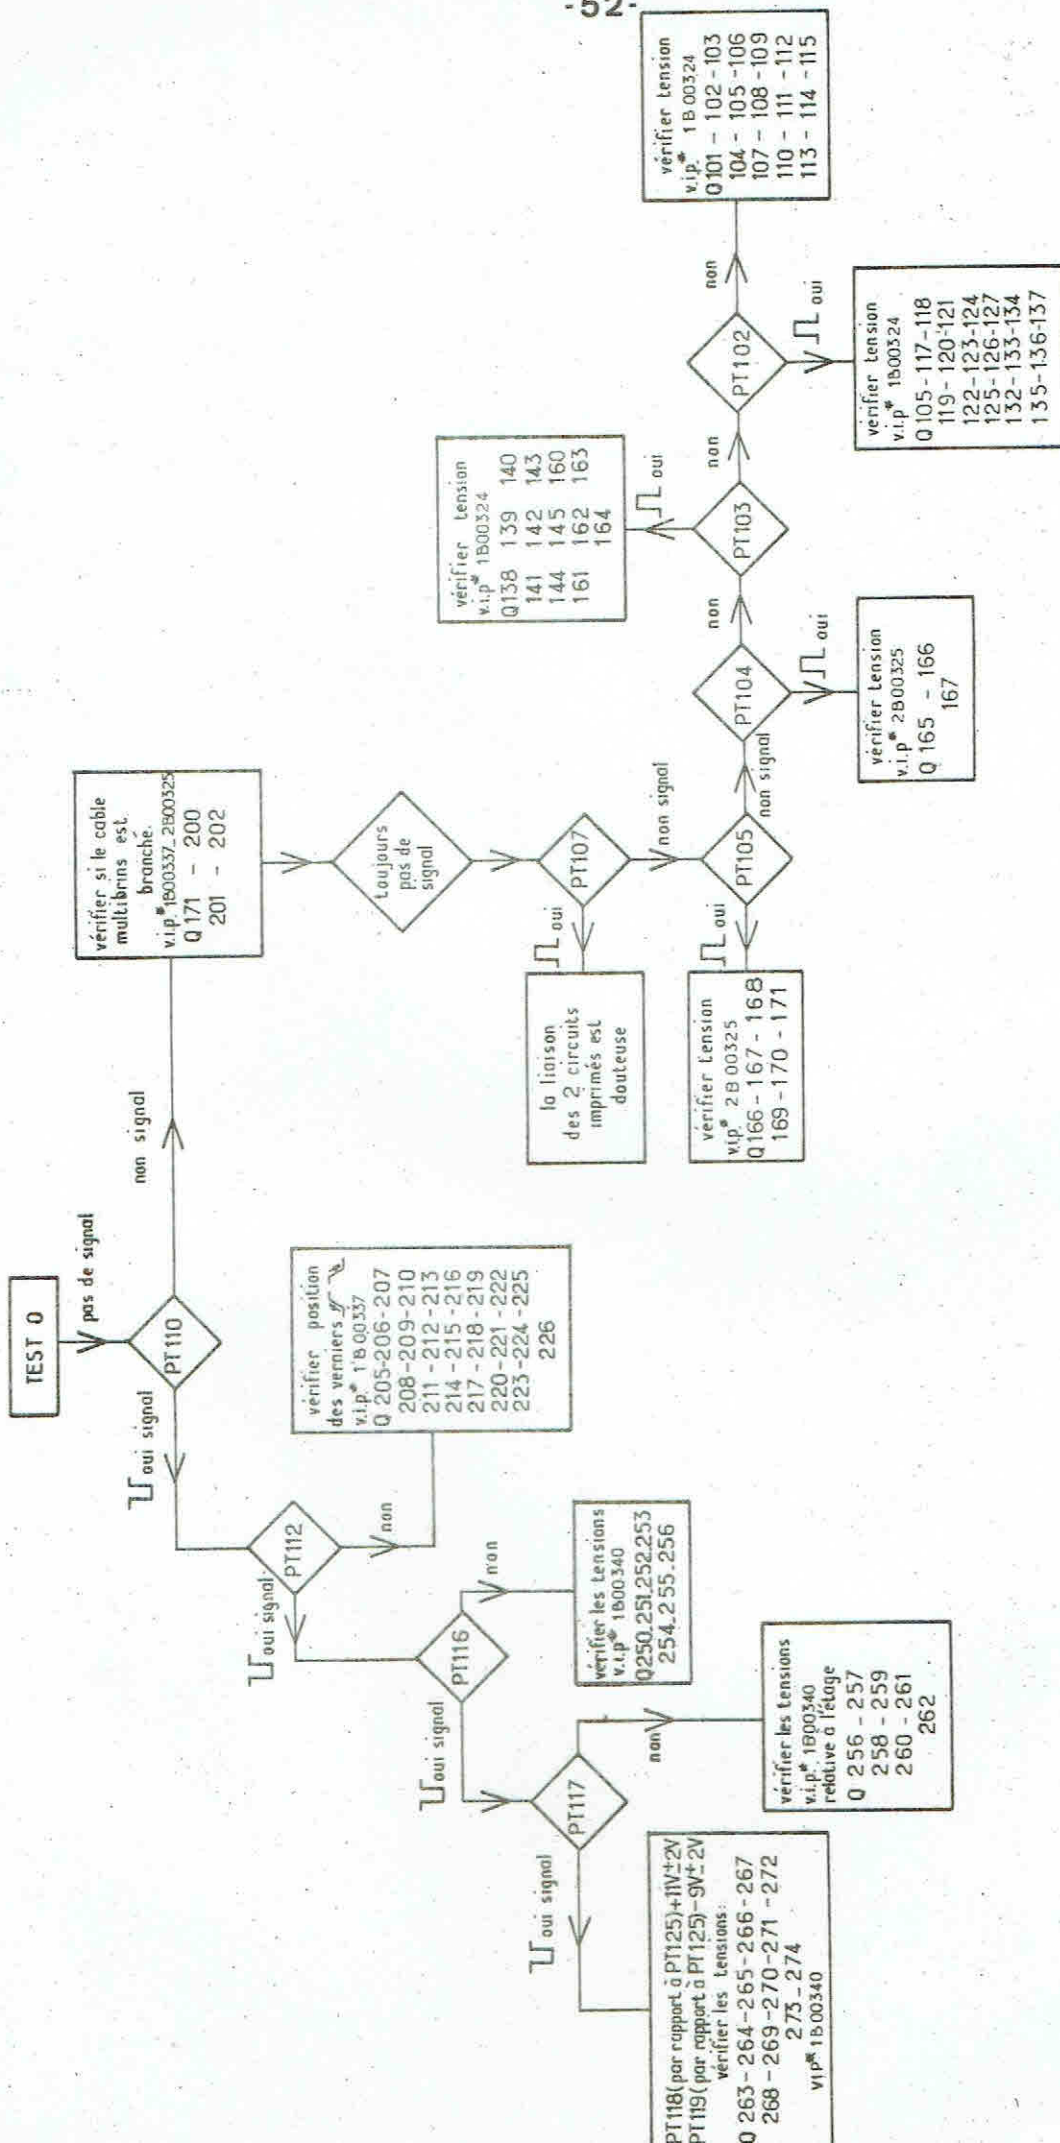 -52-
TEST 0
pas de signal
PT110
oui signal
non signal
vérifier si le cable
multibrins est
branché.
v.i.p.* 1B00337_2B00325
Q171 - 200
201 - 202
toujours
pas de
signal
PT107
oui
la liaison
des 2 circuits
imprimés est
douteuse
non signal
PT105
oui
vérifier tension
v.i.p.* 2B00325
Q166-167-168
169-170-171
non signal
PT104
oui
vérifier tension
v.i.p.* 2B00325
Q 165 - 166
167
non
PT103
oui
vérifier tension
v.i.p.* 1B00324
Q138 139 140
141 142 143
144 145 160
161 162 163
164
non
PT102
oui
vérifier tension
v.i.p.* 1B00324
Q105-117-118
119-120-121
122-123-124
125-126-127
132-133-134
135-136-137
non
vérifier tension
v.i.p.* 1B00324
Q101 - 102-103
104 - 105-106
107 - 108-109
110 - 111 -112
113 - 114 -115
PT112
non
vérifier position
des verniers
v.i.p.* 1B00337
Q 205-206-207
208-209-210
211-212-213
214-215-216
217-218-219
220-221-222
223-224-225
226
oui signal
PT116
non
vérifier les tensions
v.i.p.* 1B00340
Q250.251.252.253
254.255.256
oui signal
PT117
non
vérifier les tensions
v.i.p.* 1B00340
relative à l'étage
Q 256-257
258-259
260-261
262
oui signal
PT118(par rapport à PT125)+11V±2V
PT119(par rapport à PT125)-9V±2V
vérifier les tensions:
Q 263-264-265-266-267
268-269-270-271-272
273-274
VIP* 1B00340